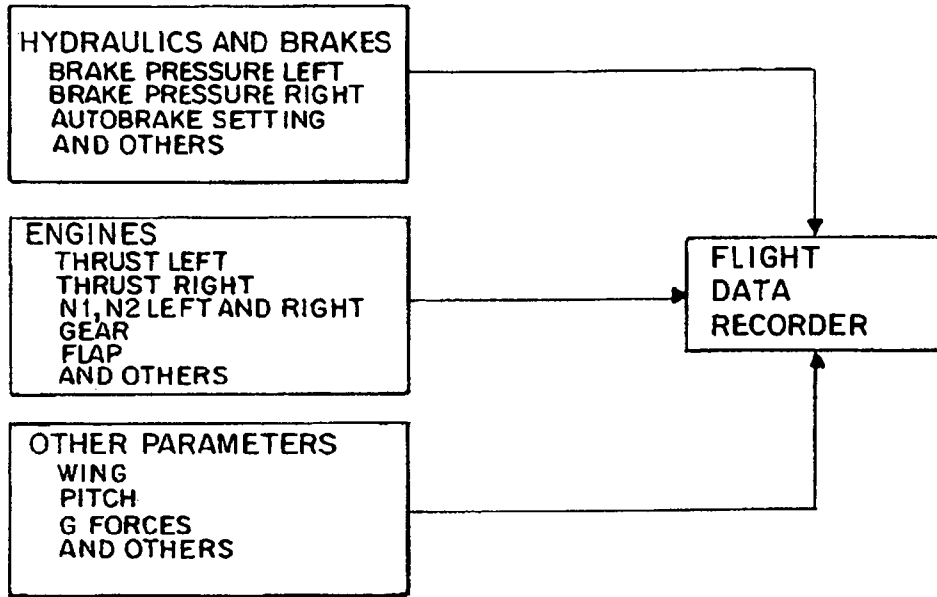 HYDRAULICS AND BRAKES
BRAKE PRESSURE LEFT
BRAKE PRESSURE RIGHT
AUTOBRAKE SETTING
AND OTHERS
ENGINES
THRUST LEFT
THRUST RIGHT
N1, N2 LEFT AND RIGHT
GEAR
FLAP
AND OTHERS
OTHER PARAMETERS
WING
PITCH
G FORCES
AND OTHERS
FLIGHT
DATA
RECORDER